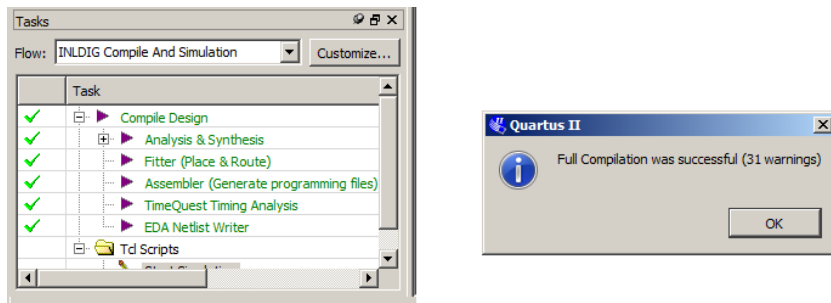 Tasks
Flow: INLDIG Compile And Simulation Customize...
Task
Compile Design
Analysis & Synthesis
Fitter (Place & Route)
Assembler (Generate programming files)
TimeQuest Timing Analysis
EDA Netlist Writer
Tcl Scripts
Quartus II
Full Compilation was successful (31 warnings)
OK